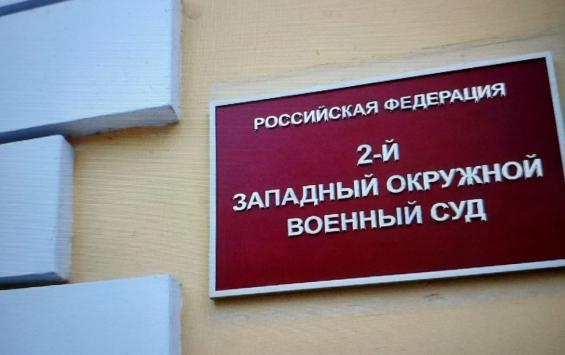 РОССИЙСКАЯ ФЕДЕРАЦИЯ
2-Й
ЗАПАДНЫЙ ОКРУЖНОЙ
ВОЕННЫЙ СУД